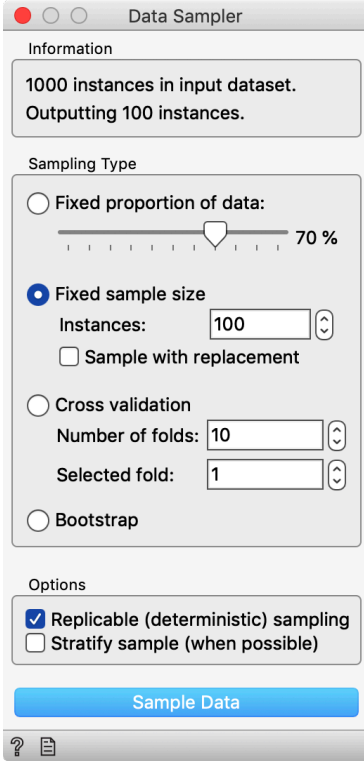 Data Sampler
Information
1000 instances in input dataset.
Outputting 100 instances.
Sampling Type
Fixed proportion of data:
70 %
Fixed sample size
Instances: 100
Sample with replacement
Cross validation
Number of folds: 10
Selected fold: 1
Bootstrap
Options
Replicable (deterministic) sampling
Stratify sample (when possible)
Sample Data
?